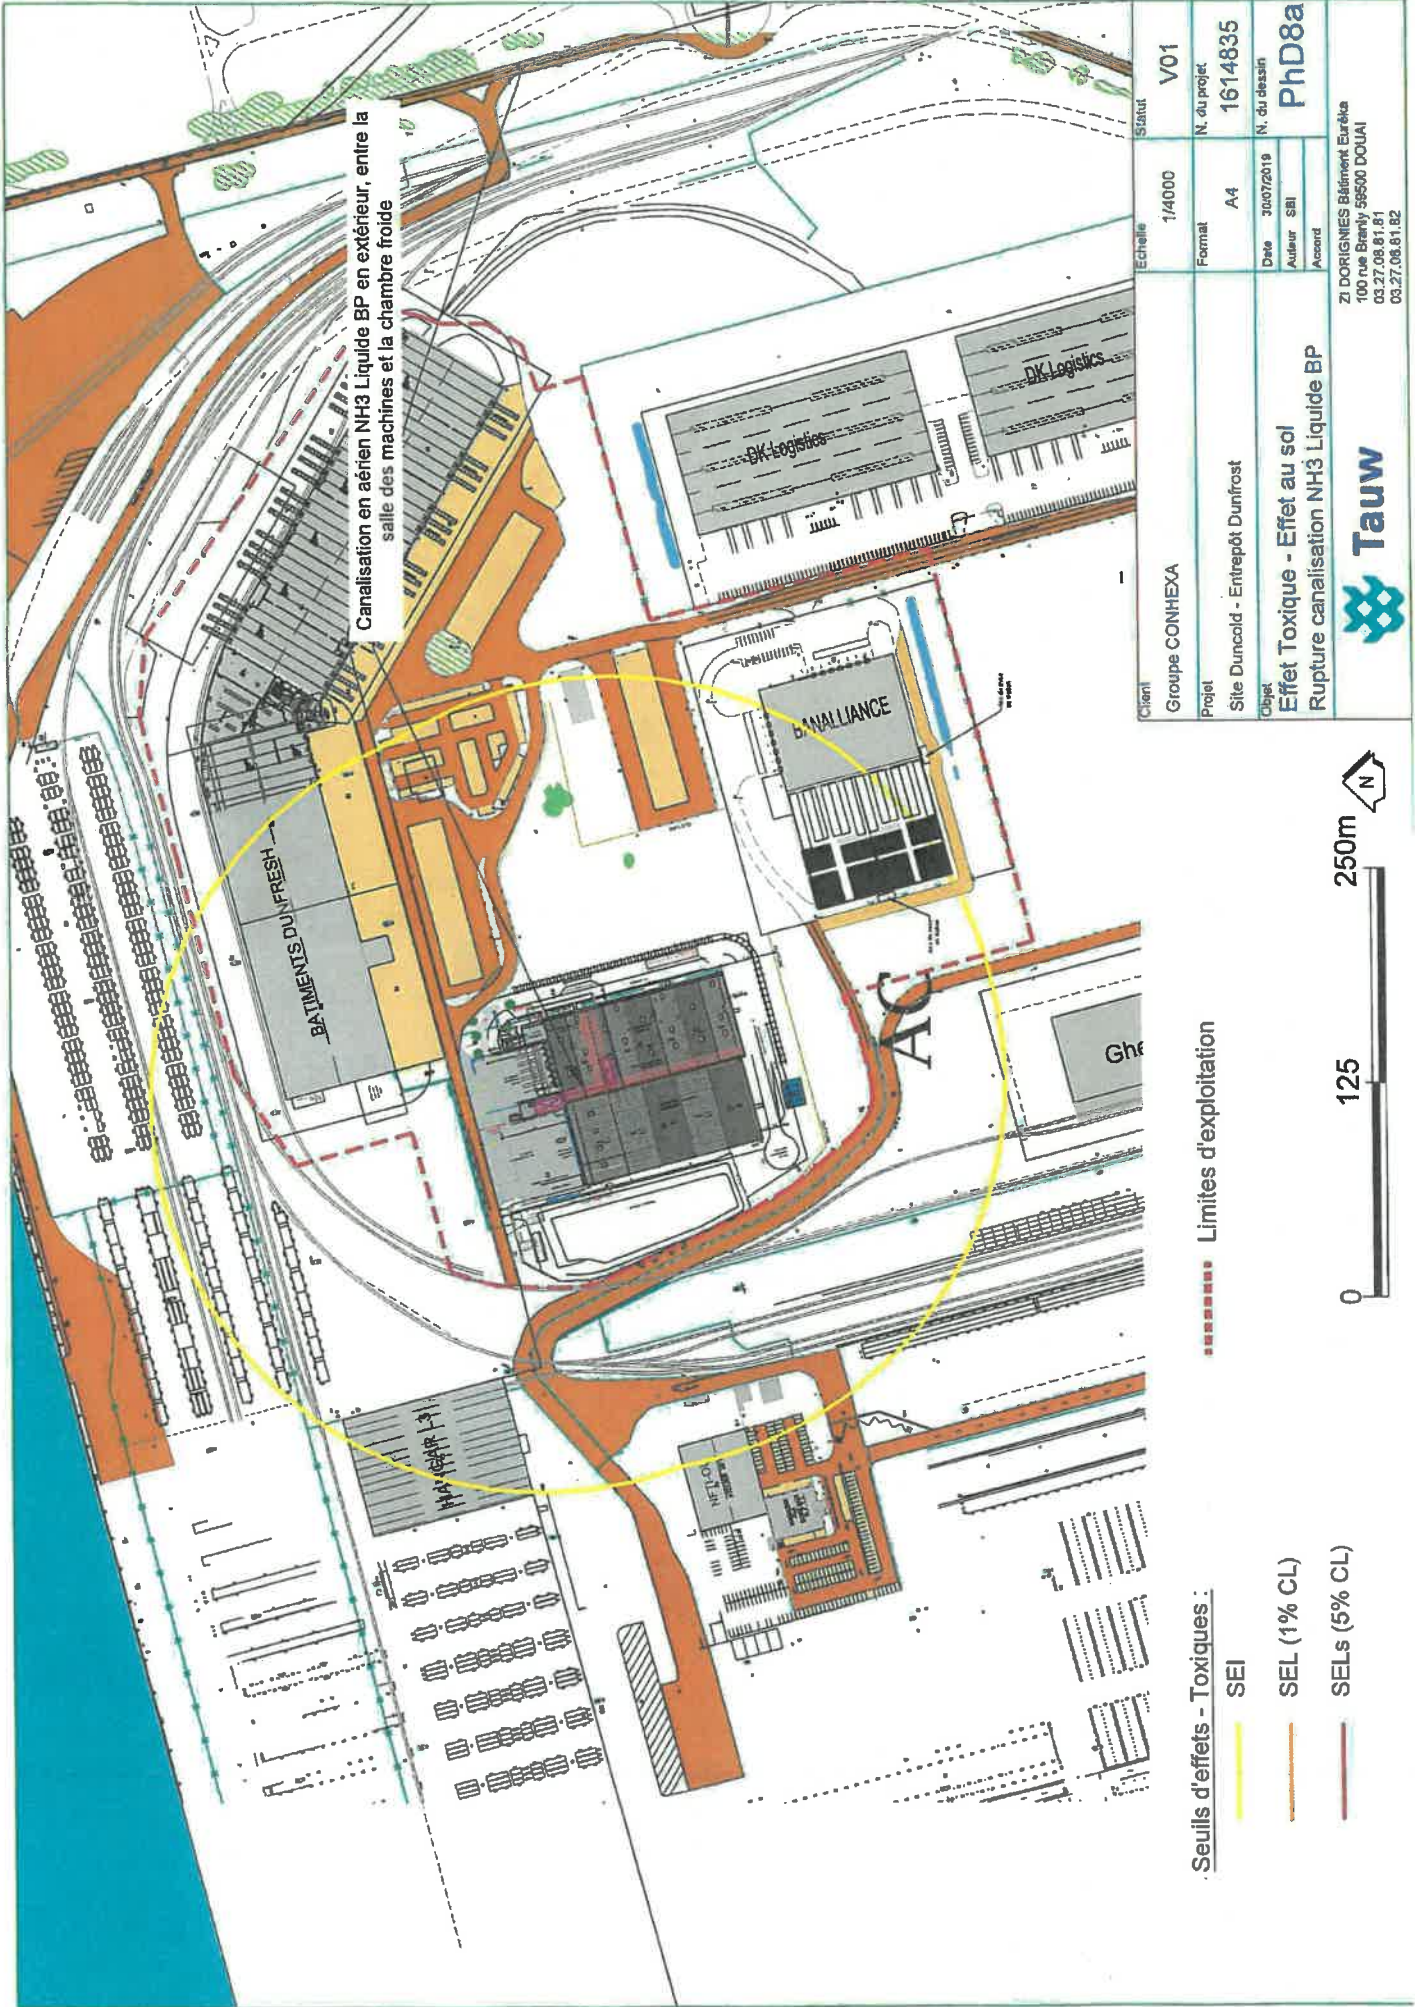 Canalisation en aérien NH3 Liquide BP en extérieur, entre la
salle des machines et la chambre froide
BATIMENTS DUNFRESH
HANGAR L3
DK-Logistics
DK-Logistics
BANALLIANCE
AC
Ghe
Seuils d'effets - Toxiques :
SEI
SEL (1% CL)
SELs (5% CL)
Limites d'exploitation
0
125
250m
N
Client
Groupe CONHEXA
Projet
Site Duncold - Entrepôt Dunfrost
Objet
Effet Toxique - Effet au sol
Rupture canalisation NH3 Liquide BP
Echelle
1/4000
Statut
V01
Format
A4
N. du projet
1614835
Date 30/07/2019
Auteur SBI
Accord
N. du dessin
PhD8a
Tauw
ZI DORIGNIES Bâtiment Euréka
100 rue Branly 59500 DOUAI
03.27.08.81.81
03.27.08.81.82